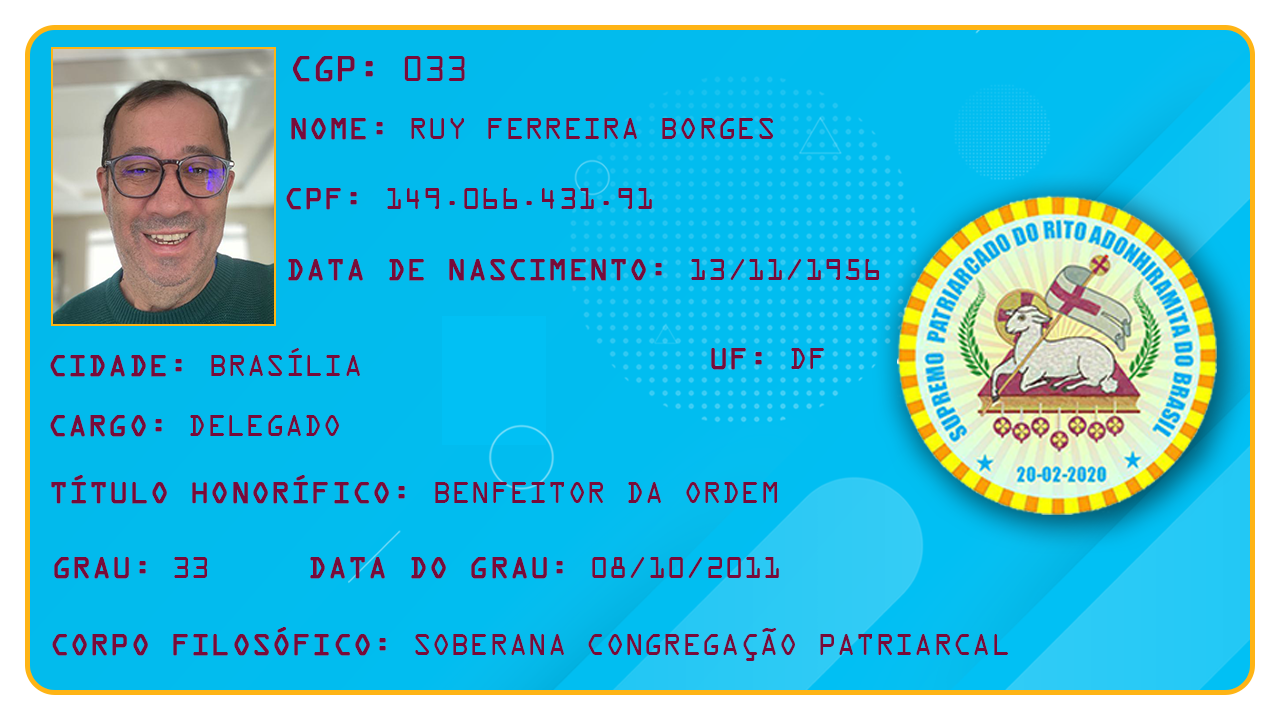 CGP: 033
NOME: RUY FERREIRA BORGES
CPF: 149.066.431.91
DATA DE NASCIMENTO: 13/11/1956
CIDADE: BRASÍLIA UF: DF
CARGO: DELEGADO
TÍTULO HONORÍFICO: BENFEITOR DA ORDEM
GRAU: 33 DATA DO GRAU: 08/10/2011
CORPO FILOSÓFICO: SOBERANA CONGREGAÇÃO PATRIARCAL
SUPREMO PATRIARCADO DO RITO ADONHIRAMITA DO BRASIL
20-02-2020